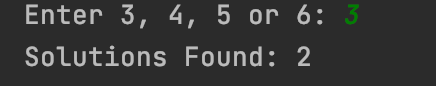 Enter 3, 4, 5 or 6: 3
Solutions Found: 2